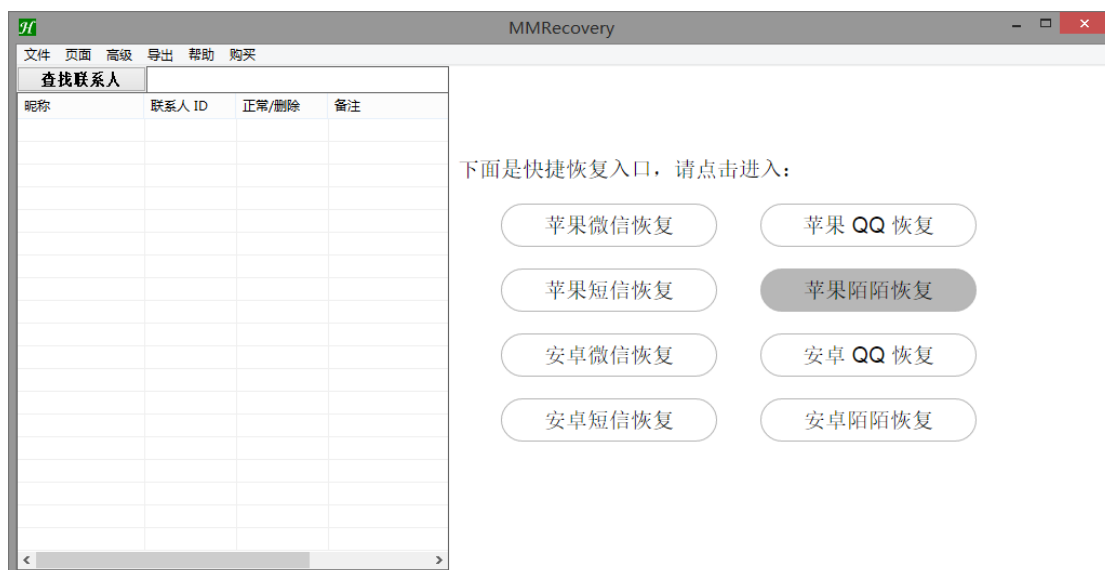 MMRecovery
文件 页面 高级 导出 帮助 购买
查找联系人
昵称 联系人 ID 正常/删除 备注
下面是快捷恢复入口，请点击进入：
苹果微信恢复 苹果 QQ 恢复
苹果短信恢复 苹果陌陌恢复
安卓微信恢复 安卓 QQ 恢复
安卓短信恢复 安卓陌陌恢复